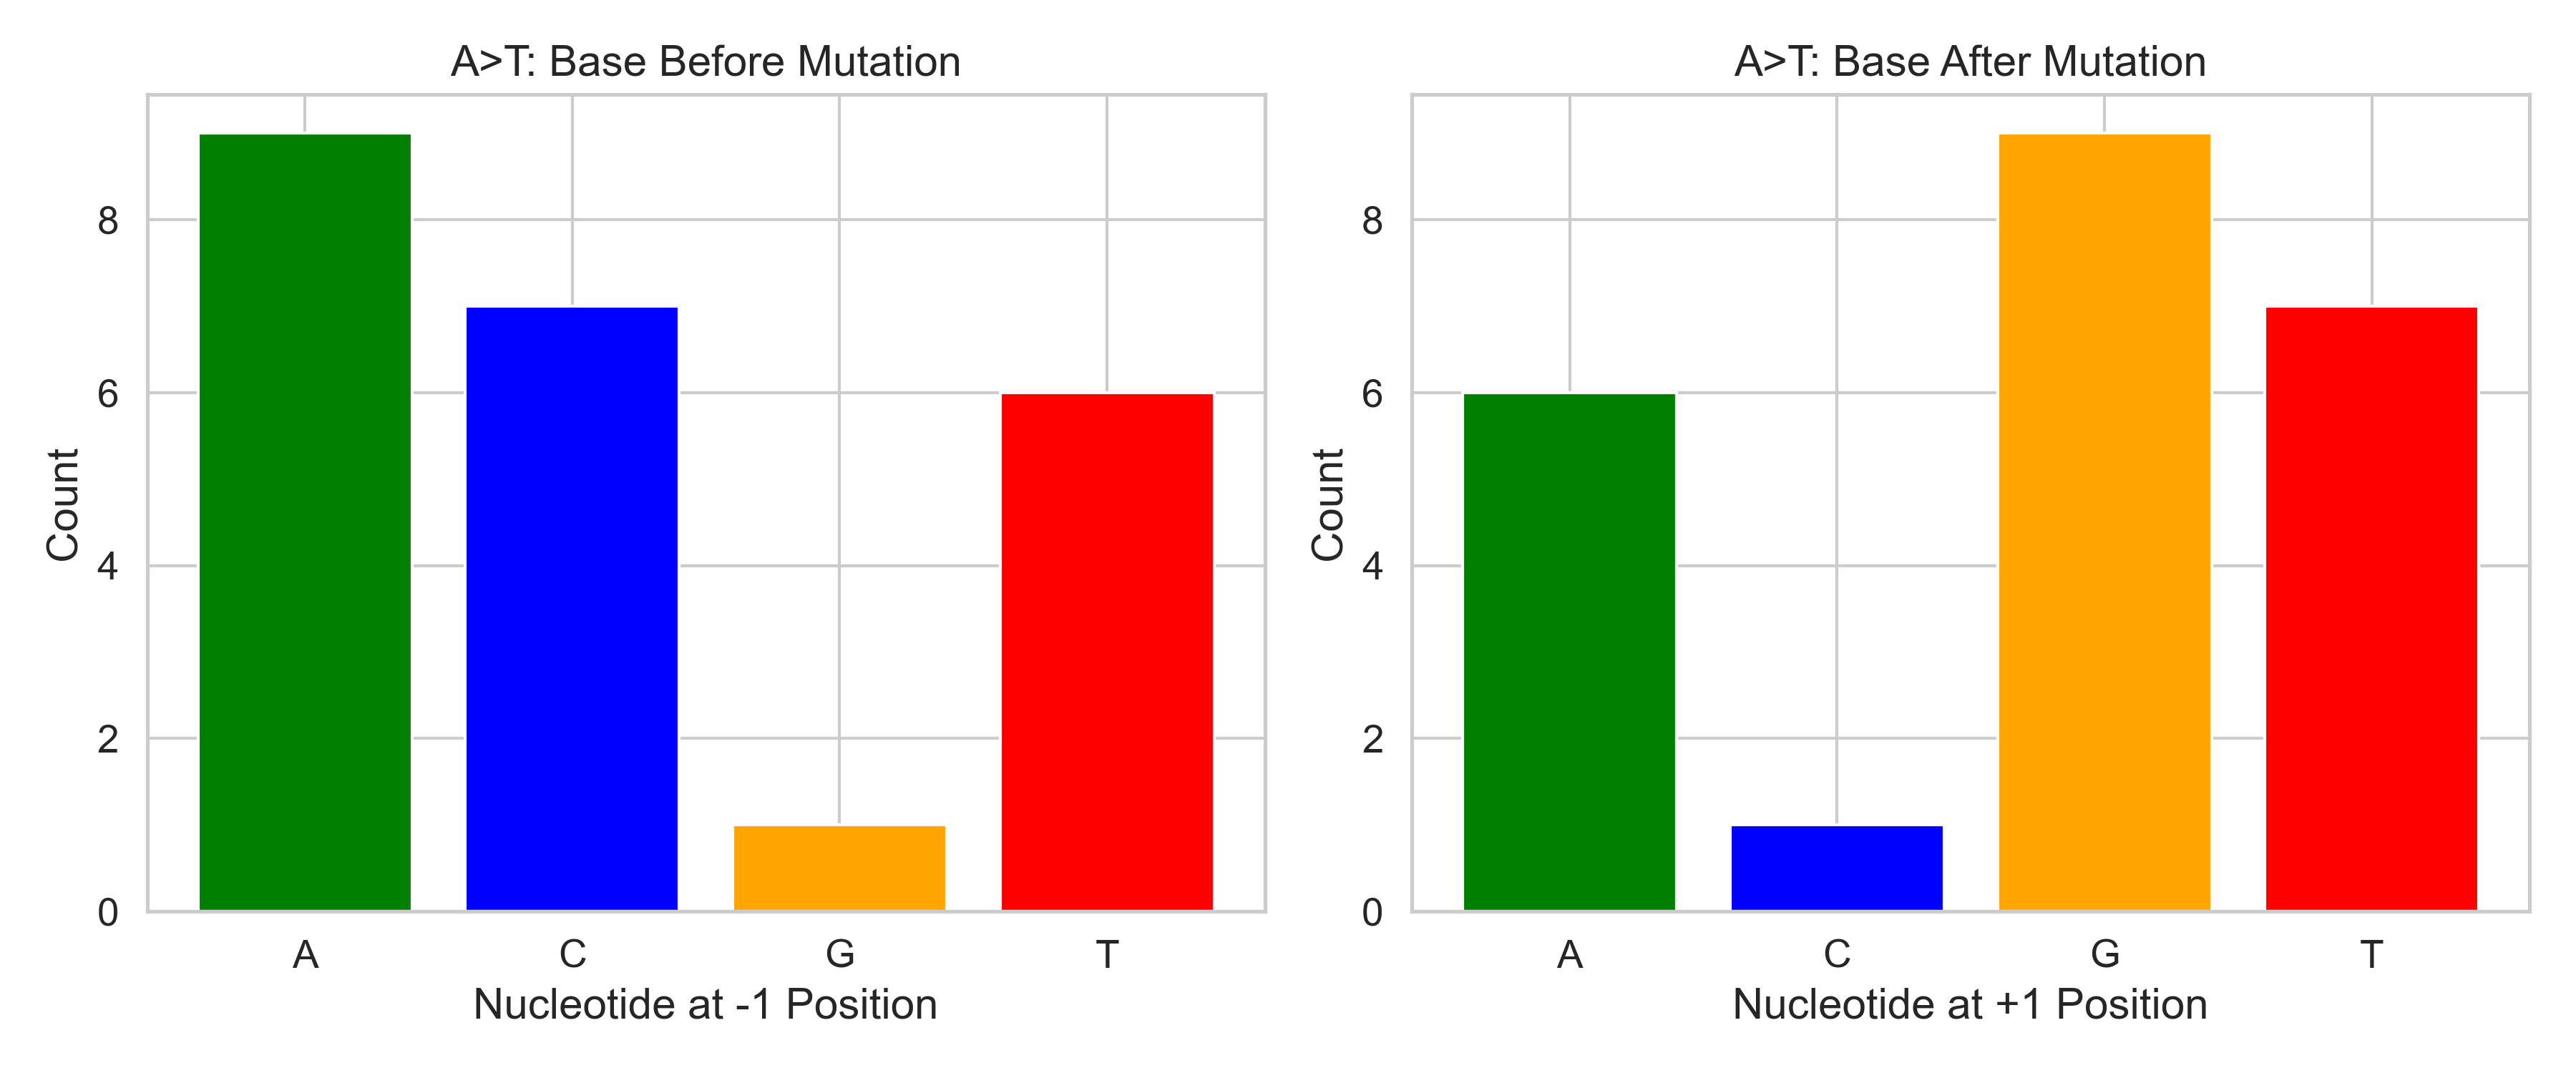 A>T: Base Before Mutation
Count
8
6
4
2
0
A C G T
Nucleotide at -1 Position
A>T: Base After Mutation
Count
8
6
4
2
0
A C G T
Nucleotide at +1 Position